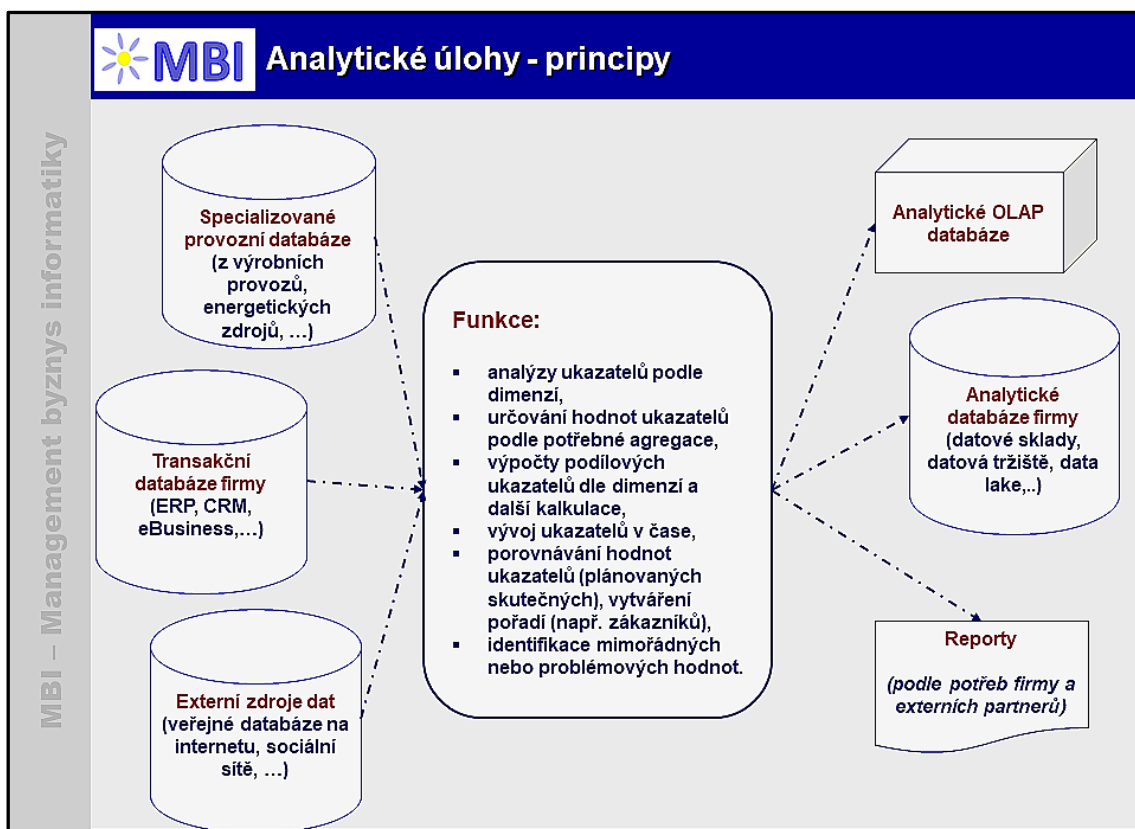 MBI
Analytické úlohy - principy
MBI – Management byznys informatiky
Specializované
provozní databáze
(z výrobních
provozů,
energetických
zdrojů, …)
Transakční
databáze firmy
(ERP, CRM,
eBusiness,…)
Externí zdroje dat
(veřejné databáze na
internetu, sociální
sítě, …)
Funkce:
▪ analýzy ukazatelů podle
dimenzí,
▪ určování hodnot ukazatelů
podle potřebné agregace,
▪ výpočty podílových
ukazatelů dle dimenzí a
další kalkulace,
▪ vývoj ukazatelů v čase,
▪ porovnávání hodnot
ukazatelů (plánovaných
skutečných), vytváření
pořadí (např. zákazníků),
▪ identifikace mimořádných
nebo problémových hodnot.
Analytické OLAP
databáze
Analytické
databáze firmy
(datové sklady,
datová tržiště, data
lake,..)
Reporty
(podle potřeb firmy a
externích partnerů)